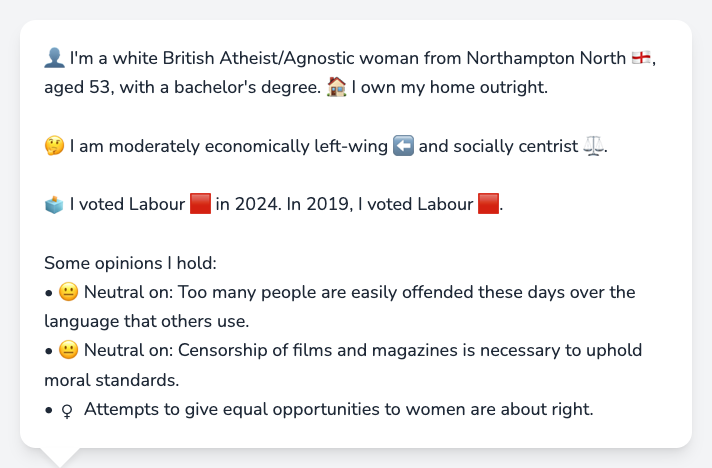 👤 I'm a white British Atheist/Agnostic woman from Northampton North 🏴󠁧󠁢󠁥󠁮󠁧󠁿,
aged 53, with a bachelor's degree. 🏠 I own my home outright.
🤔 I am moderately economically left-wing ⬅️ and socially centrist ⚖️.
🗳️ I voted Labour 🟥 in 2024. In 2019, I voted Labour 🟥.
Some opinions I hold:
• 😐 Neutral on: Too many people are easily offended these days over the
language that others use.
• 😐 Neutral on: Censorship of films and magazines is necessary to uphold
moral standards.
• ♀ Attempts to give equal opportunities to women are about right.